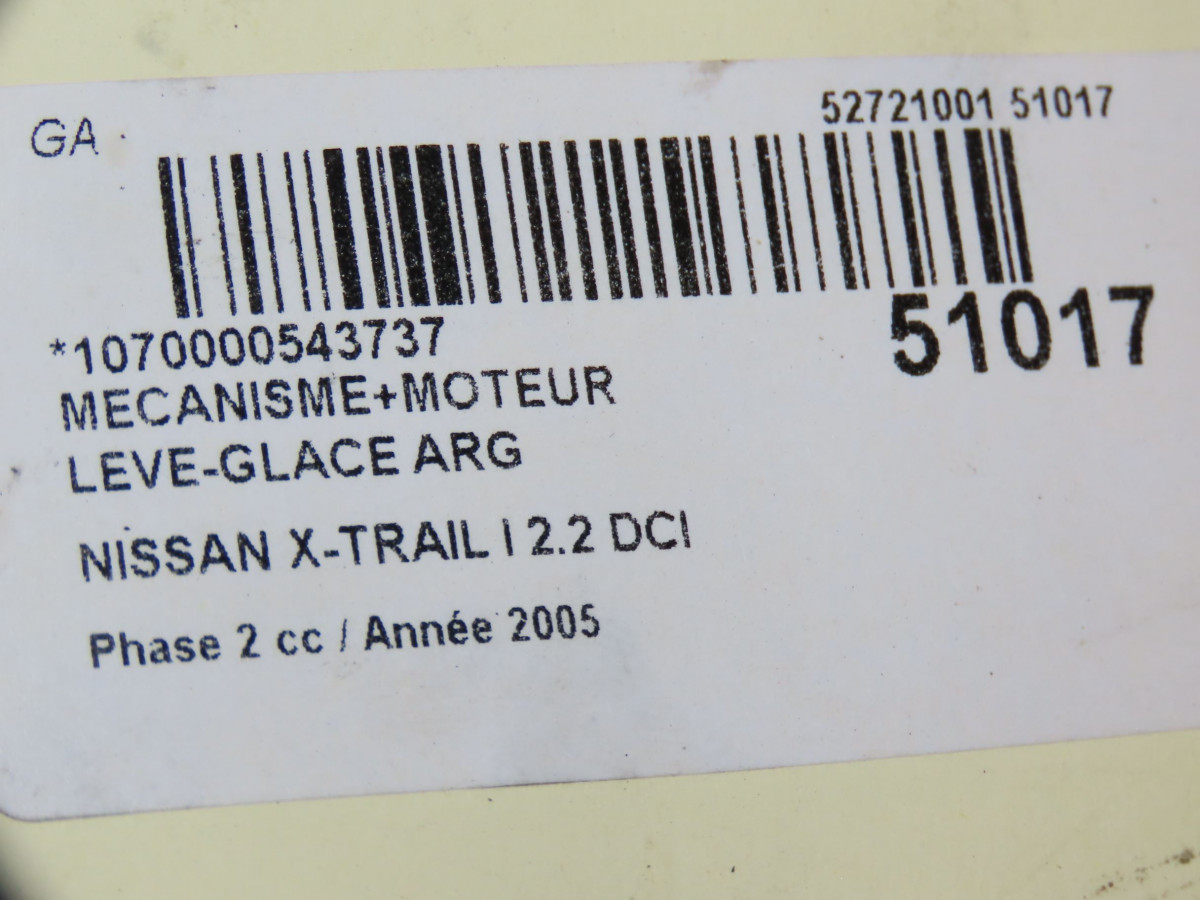 GA
52721001 51017
51017
*1070000543737
MECANISME+MOTEUR
LEVE-GLACE ARG
NISSAN X-TRAIL I 2.2 DCI
Phase 2 cc / Année 2005